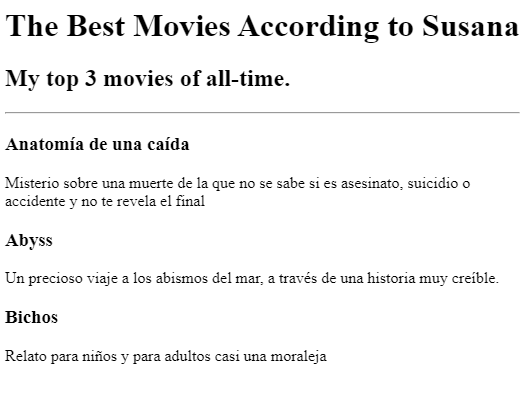 The Best Movies According to Susana
My top 3 movies of all-time.
Anatomía de una caída
Misterio sobre una muerte de la que no se sabe si es asesinato, suicidio o
accidente y no te revela el final
Abyss
Un precioso viaje a los abismos del mar, a través de una historia muy creíble.
Bichos
Relato para niños y para adultos casi una moraleja